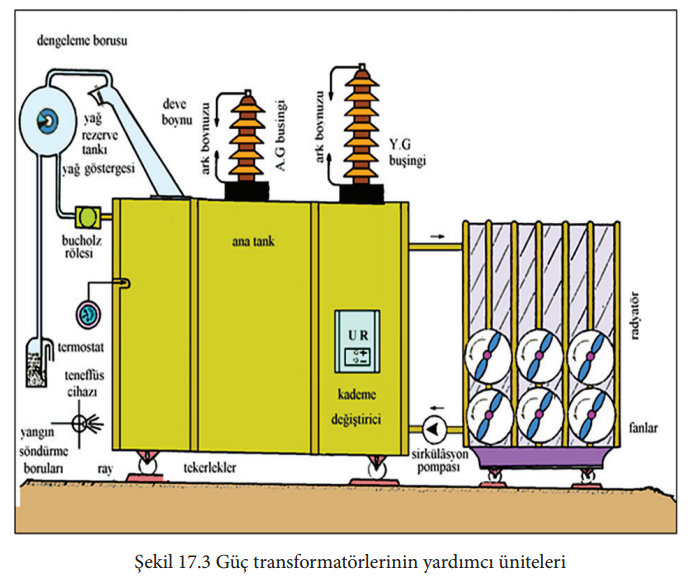 dengeleme borusu
yağ
rezerve
tankı
yağ göstergesi
deve
boynu
ark boynuzu
A.G busingi
ark boynuzu
Y.G
buşingi
bucholz
rölesi
ana tank
termostat
teneffüs
cihazı
U R
kademe
değiştirici
radyatör
yangın
söndürme
boruları
ray
tekerlekler
sirkülâsyon
pompası
fanlar
Şekil 17.3 Güç transformatörlerinin yardımcı üniteleri